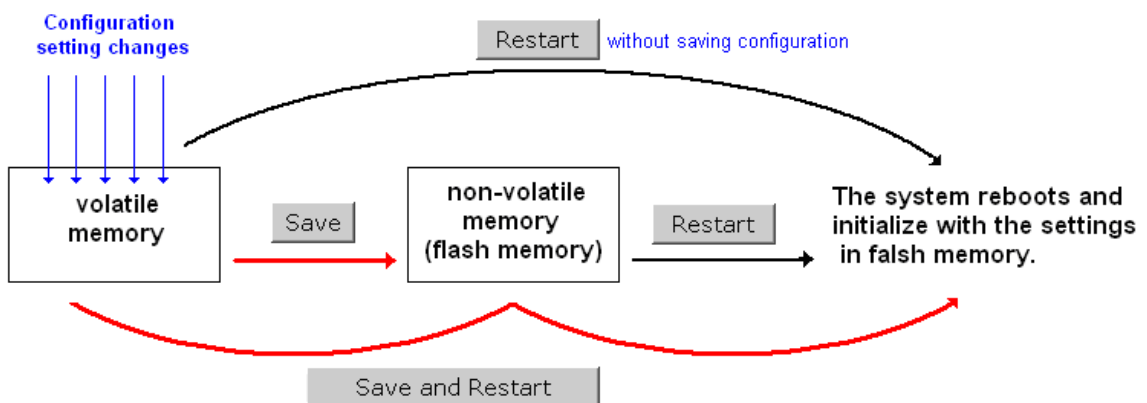 Configuration
setting changes
Restart without saving configuration
volatile
memory
Save
non-volatile
memory
(flash memory)
Restart
The system reboots and
initialize with the settings
in falsh memory.
Save and Restart